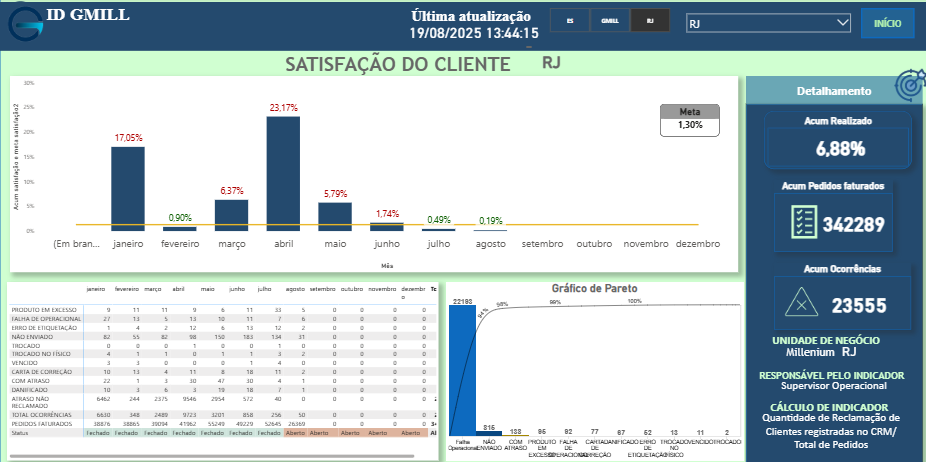 ID GMILL
Última atualização
19/08/2025 13:44:15
ES GMILL RJ
RJ
INÍCIO
SATISFAÇÃO DO CLIENTE RJ
Acum satisfação e meta satisfação2
30%
25%
20%
15%
10%
5%
0%
17,05%
0,90%
6,37%
23,17%
5,79%
1,74%
0,49%
0,19%
Meta
1,30%
(Em bran... janeiro fevereiro março abril maio junho julho agosto setembro outubro novembro dezembro
Mês
Detalhamento
Acum Realizado
6,88%
Acum Pedidos faturados
342289
Acum Ocorrências
23555
UNIDADE DE NEGÓCIO
Millenium RJ
RESPONSÁVEL PELO INDICADOR
Supervisor Operacional
CÁLCULO DE INDICADOR
Quantidade de Reclamação de
Clientes registradas no CRM/
Total de Pedidos
janeiro fevereiro março abril maio junho julho agosto setembro outubro novembro dezembro To
PRODUTO EM EXCESSO 9 11 11 9 6 11 33 5 0 0 0 0
FALHA DE OPERACIONAL 27 13 5 13 10 11 7 6 0 0 0 0
ERRO DE ETIQUETAÇÃO 1 4 2 12 6 13 12 2 0 0 0 0
NÃO ENVIADO 82 55 82 98 150 183 134 31 0 0 0 0
TROCADO 0 0 0 1 0 0 1 0 0 0 0 0
TROCADO NO FÍSICO 4 1 1 0 1 1 3 2 0 0 0 0
VENCIDO 3 3 0 0 0 1 4 0 0 0 0 0
CARTA DE CORREÇÃO 10 13 4 11 8 18 11 2 0 0 0 0
COM ATRASO 22 1 3 30 47 30 4 1 0 0 0 0
DANIFICADO 10 3 6 3 19 18 7 1 0 0 0 0
ATRASO NÃO RECLAMADO 6462 244 2375 9546 2954 572 40 0 0 0 0 0 2
TOTAL OCORRÊNCIAS 6630 348 2489 9723 3201 858 256 50 0 0 0 0 2
PEDIDOS FATURADOS 38876 38865 39094 41962 55249 49229 52645 26369 0 0 0 0 34
Status Fechado Fechado Fechado Fechado Fechado Fechado Fechado Aberto Aberto Aberto Aberto Aberto Al
Gráfico de Pareto
22193 815 133 95 92 77 67 52 13 11 2
94% 98% 99% 100%
Falha Operacional
NÃO ENVIADO
COM ATRASO
PRODUTO EM EXCESSO
FALHA DE OPERACIONAL
CARTA DE CORREÇÃO
DANIFICADO
ERRO DE ETIQUETAÇÃO
TROCADO NO FÍSICO
VENCIDO
TROCADO